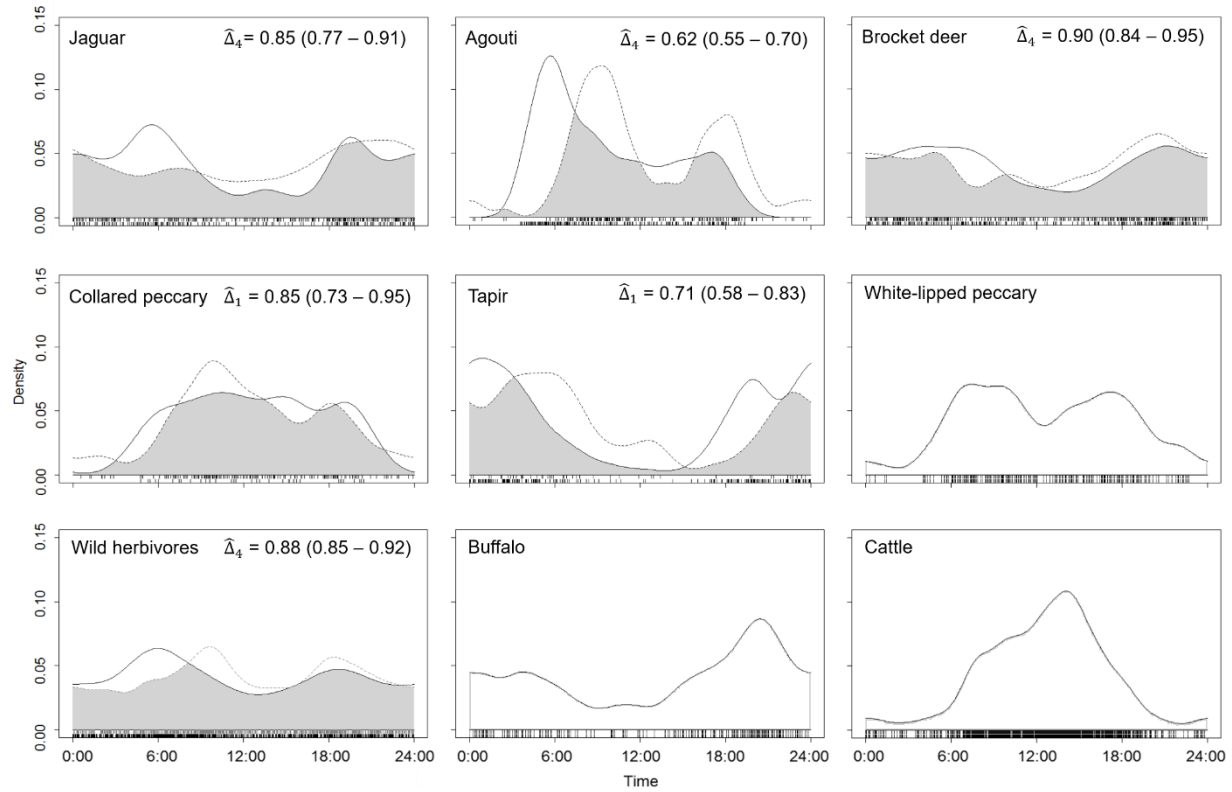 Jaguar Δ̂₄ = 0.85 (0.77 – 0.91)
Agouti Δ̂₄ = 0.62 (0.55 – 0.70)
Brocket deer Δ̂₄ = 0.90 (0.84 – 0.95)
0.15
0.10
0.05
0.00
Collared peccary Δ̂₁ = 0.85 (0.73 – 0.95)
Tapir Δ̂₁ = 0.71 (0.58 – 0.83)
White-lipped peccary
0.15
0.10
0.05
0.00
Density
Wild herbivores Δ̂₄ = 0.88 (0.85 – 0.92)
Buffalo
Cattle
0.15
0.10
0.05
0.00
0:00 6:00 12:00 18:00 24:00
0:00 6:00 12:00 18:00 24:00
0:00 6:00 12:00 18:00 24:00
Time